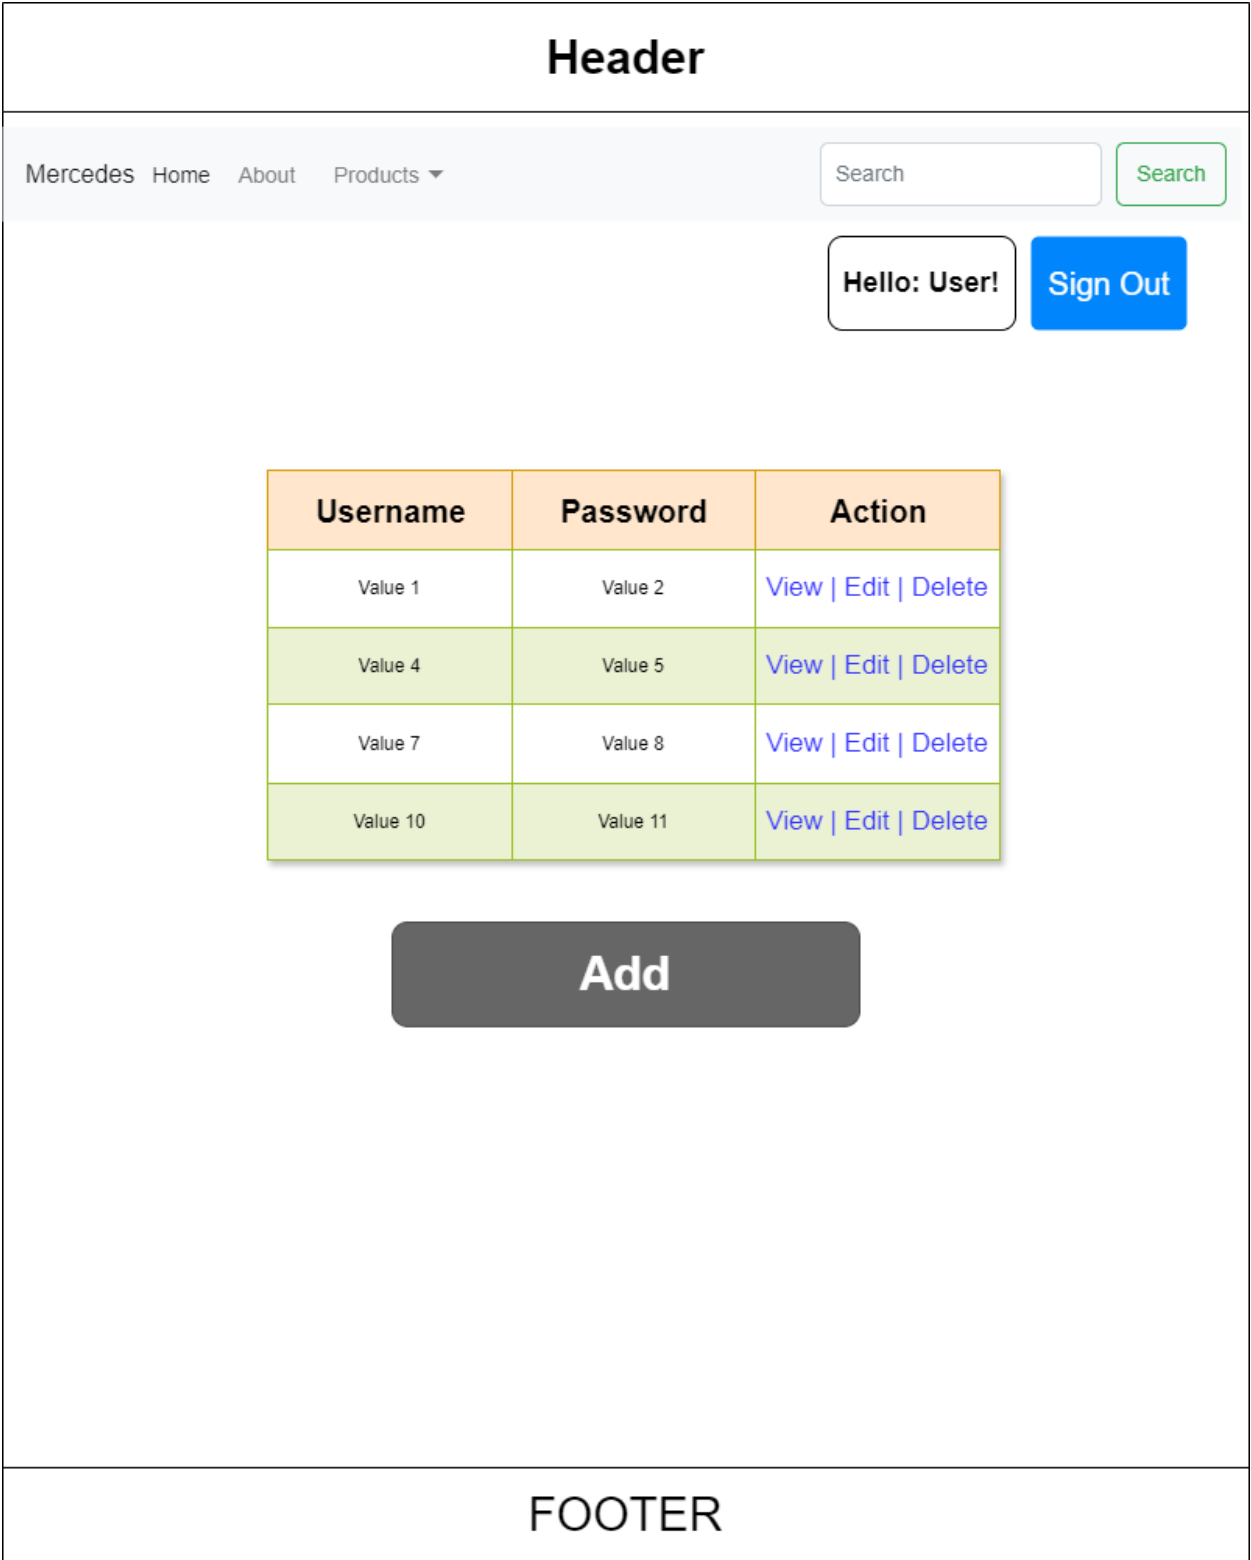 Header
Mercedes Home About Products Search Search
Hello: User! Sign Out
Username Password Action
Value 1 Value 2 View | Edit | Delete
Value 4 Value 5 View | Edit | Delete
Value 7 Value 8 View | Edit | Delete
Value 10 Value 11 View | Edit | Delete
Add
FOOTER